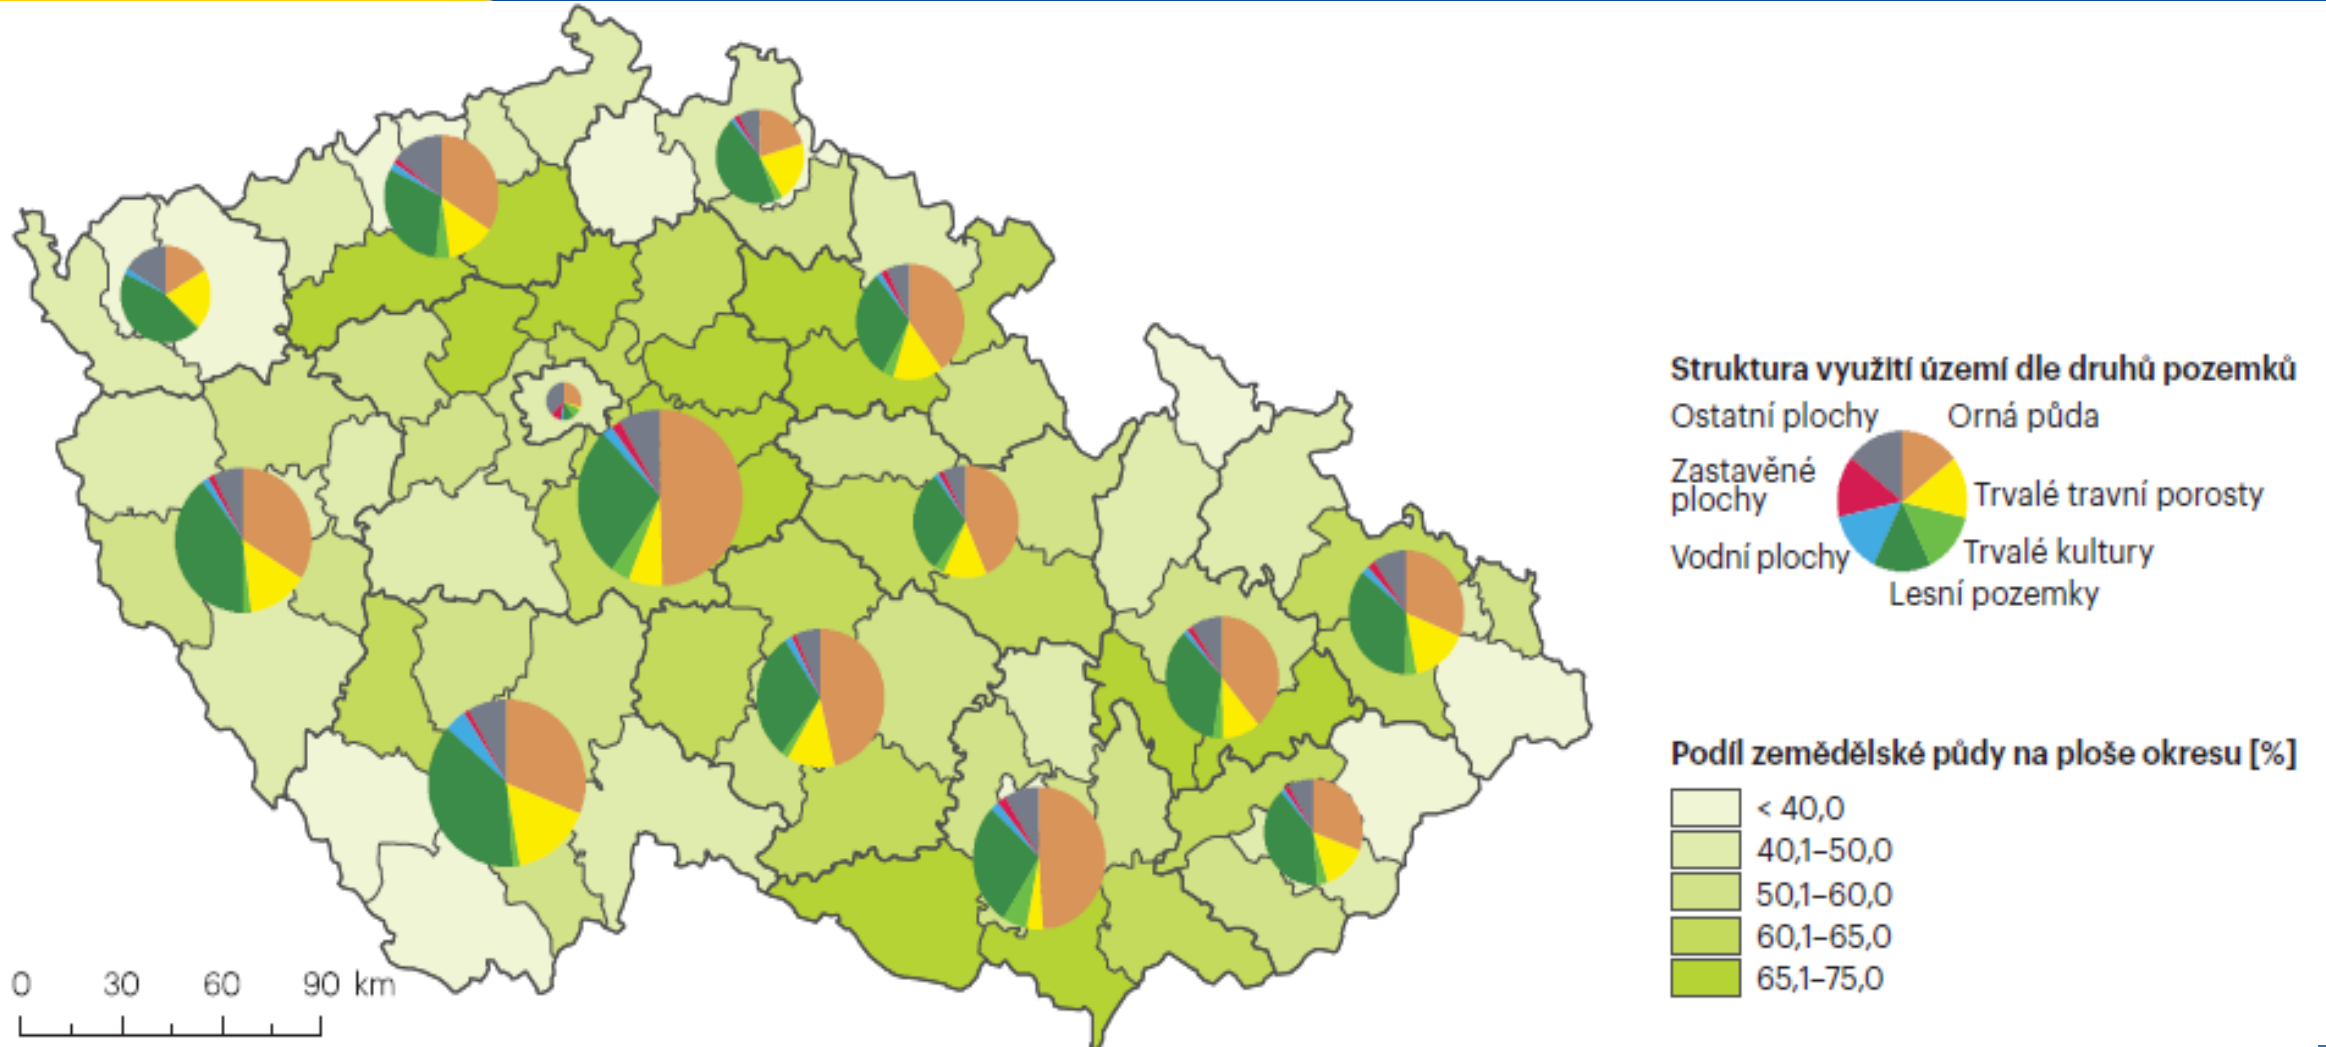 Struktura využití území dle druhů pozemků
Ostatní plochy
Orná půda
Zastavěné
plochy
Trvalé travní porosty
Vodní plochy
Trvalé kultury
Lesní pozemky
Podíl zemědělské půdy na ploše okresu [%]
< 40,0
40,1–50,0
50,1–60,0
60,1–65,0
65,1–75,0
0 30 60 90 km